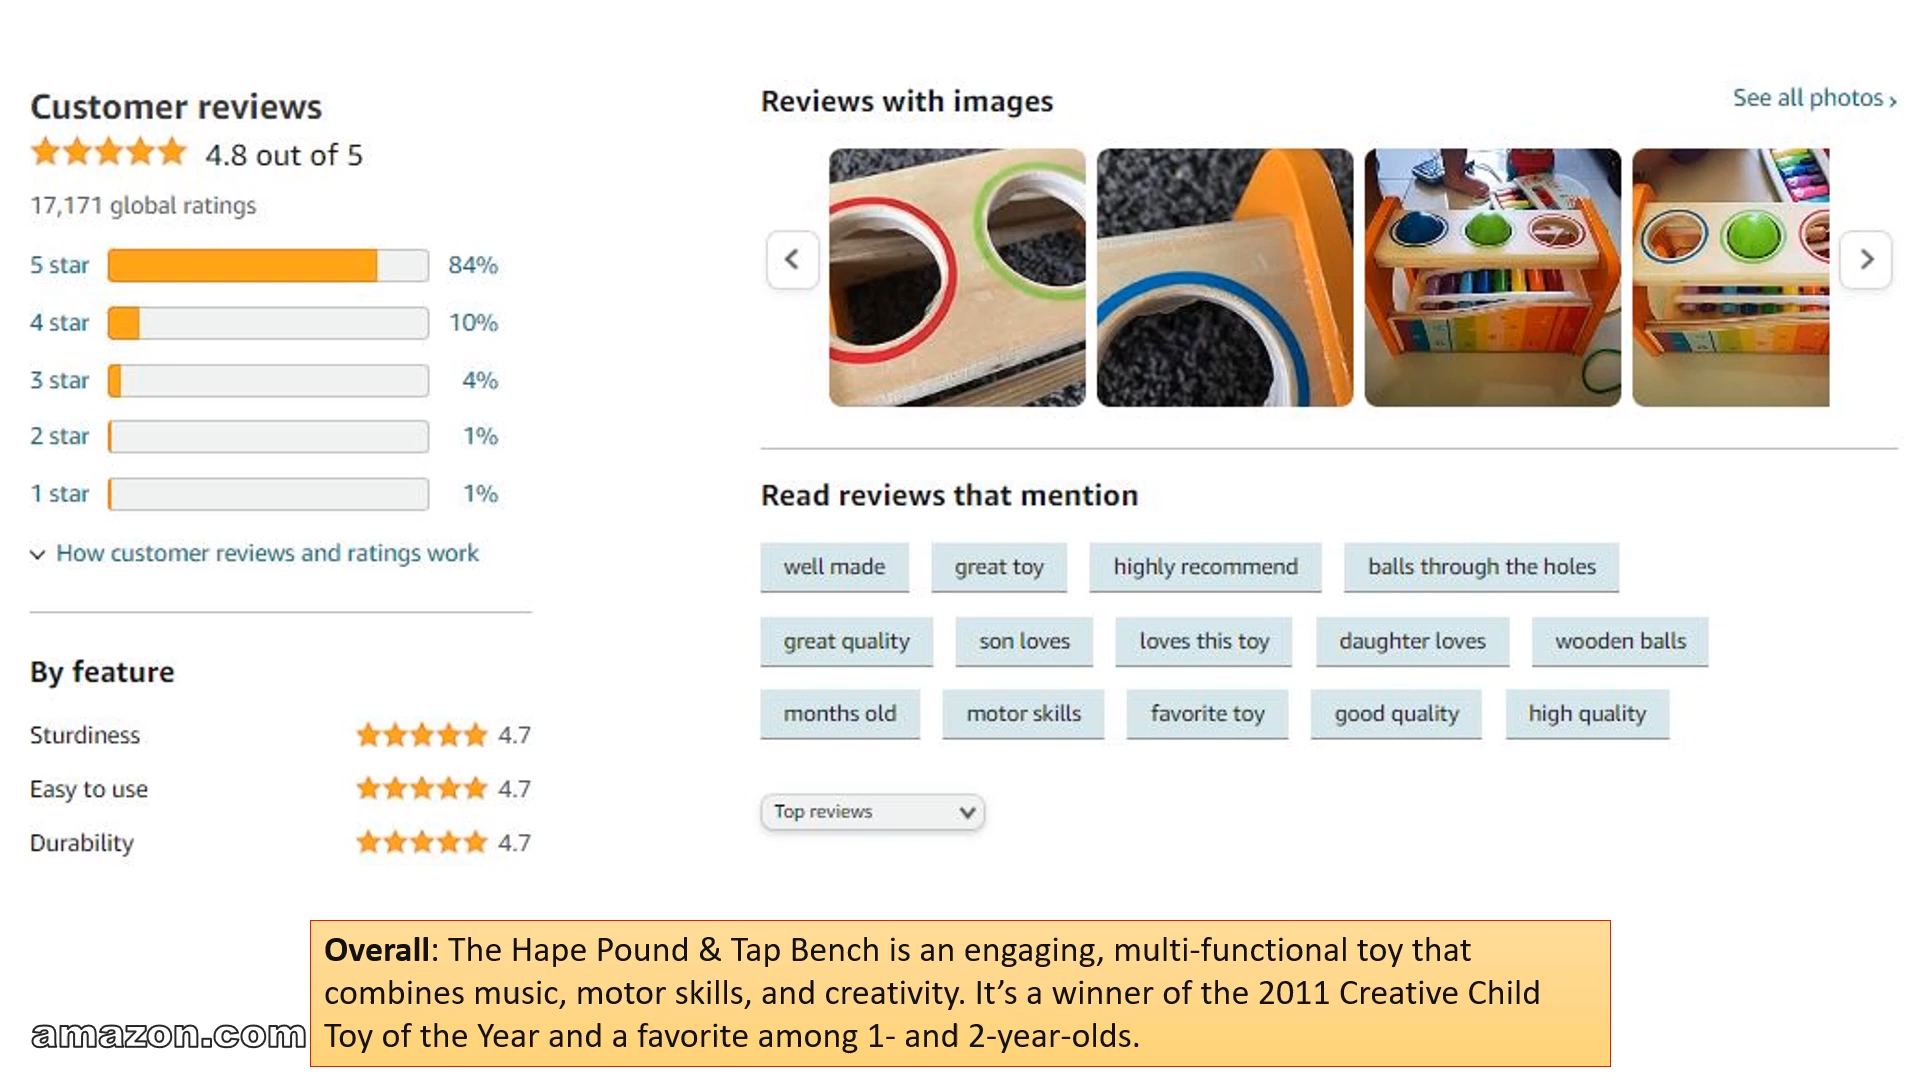 Customer reviews
4.8 out of 5
17,171 global ratings
5 star 84%
4 star 10%
3 star 4%
2 star 1%
1 star 1%
How customer reviews and ratings work
By feature
Sturdiness 4.7
Easy to use 4.7
Durability 4.7
Reviews with images
See all photos ›
Read reviews that mention
well made great toy highly recommend balls through the holes
great quality son loves loves this toy daughter loves wooden balls
months old motor skills favorite toy good quality high quality
Top reviews
Overall: The Hape Pound & Tap Bench is an engaging, multi-functional toy that
combines music, motor skills, and creativity. It’s a winner of the 2011 Creative Child
Toy of the Year and a favorite among 1- and 2-year-olds.
amazon.com